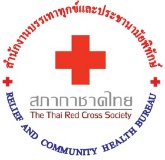 สำนักงานบรรเทาทุกข์และประชานามัยพิทักษ์
สภากาชาดไทย
The Thai Red Cross Society
RELIEF AND COMMUNITY HEALTH BUREAU